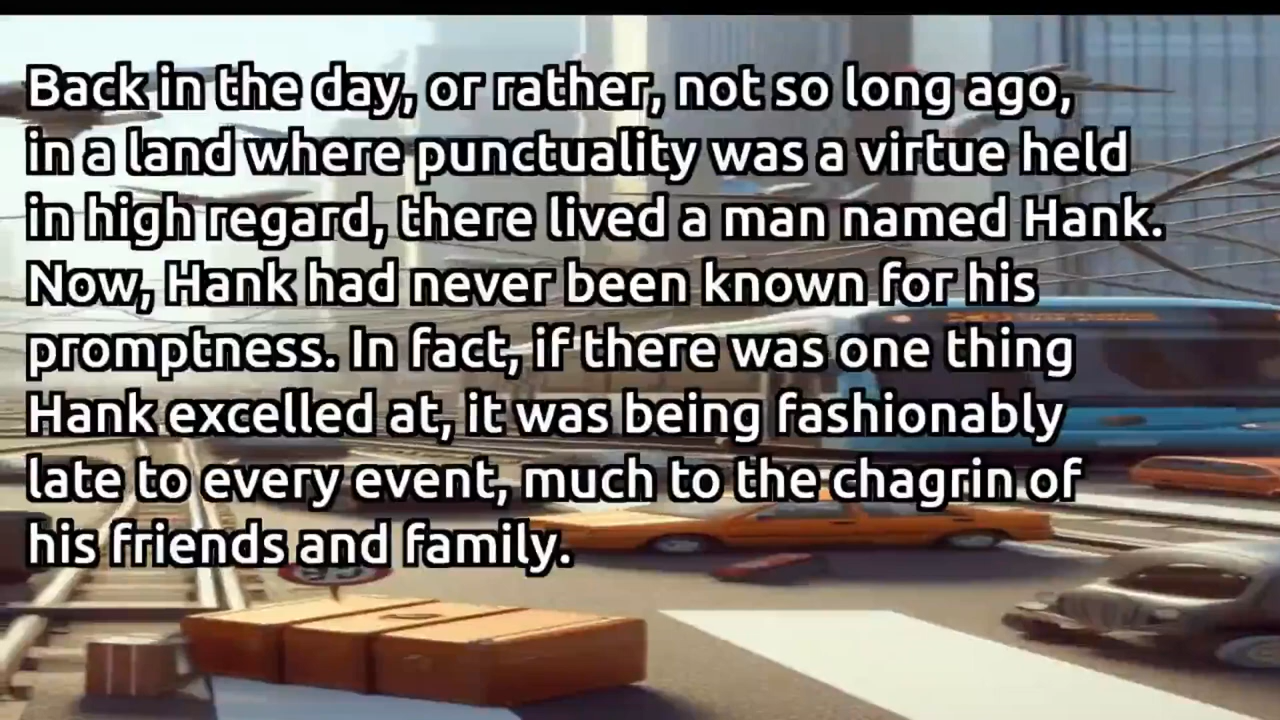 Back in the day, or rather, not so long ago,
in a land where punctuality was a virtue held
in high regard, there lived a man named Hank.
Now, Hank had never been known for his
promptness. In fact, if there was one thing
Hank excelled at, it was being fashionably
late to every event, much to the chagrin of
his friends and family.